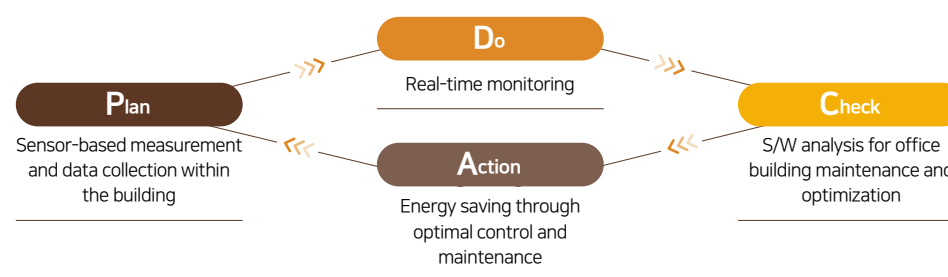 Do
Real-time monitoring
Plan
Sensor-based measurement
and data collection within
the building
Check
S/W analysis for office
building maintenance and
optimization
Action
Energy saving through
optimal control and
maintenance